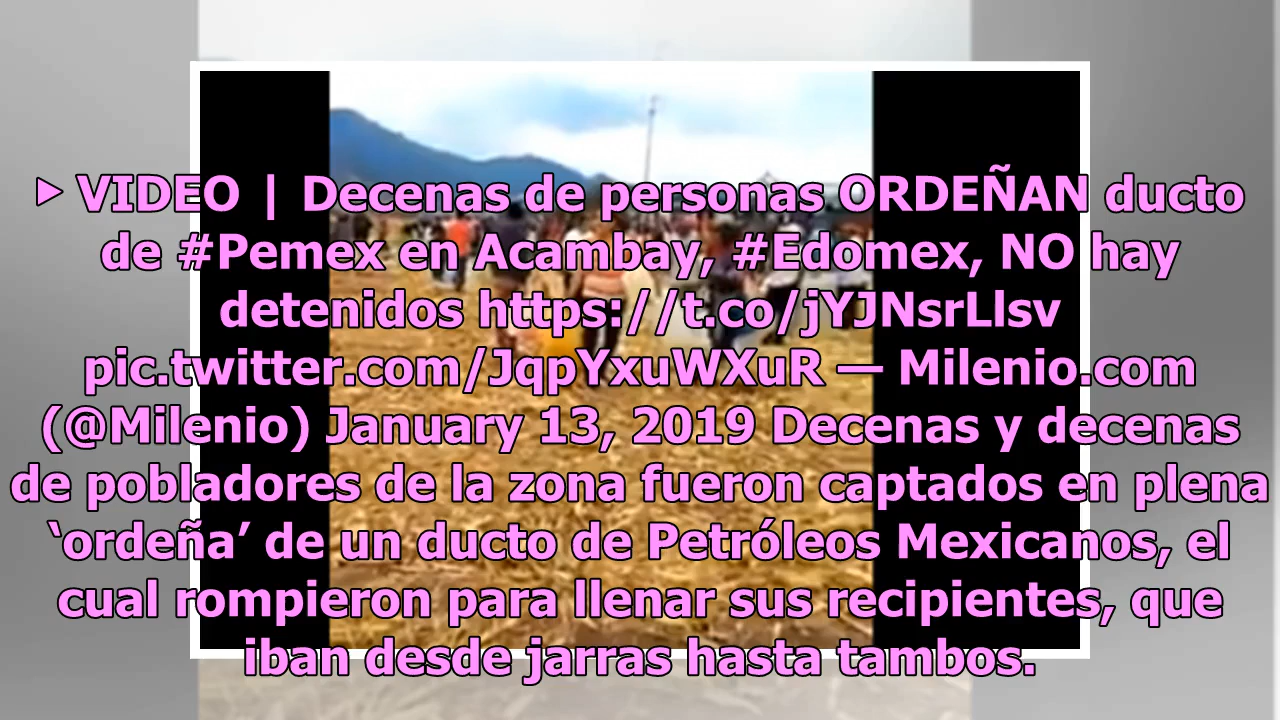 ▶ VIDEO | Decenas de personas ORDEÑAN ducto
de #Pemex en Acambay, #Edomex, NO hay
detenidos https://t.co/jYJNsrLlsv
pic.twitter.com/JqpYxuWXuR — Milenio.com
(@Milenio) January 13, 2019 Decenas y decenas
de pobladores de la zona fueron captados en plena
‘ordeña’ de un ducto de Petróleos Mexicanos, el
cual rompieron para llenar sus recipientes, que
iban desde jarras hasta tambos.